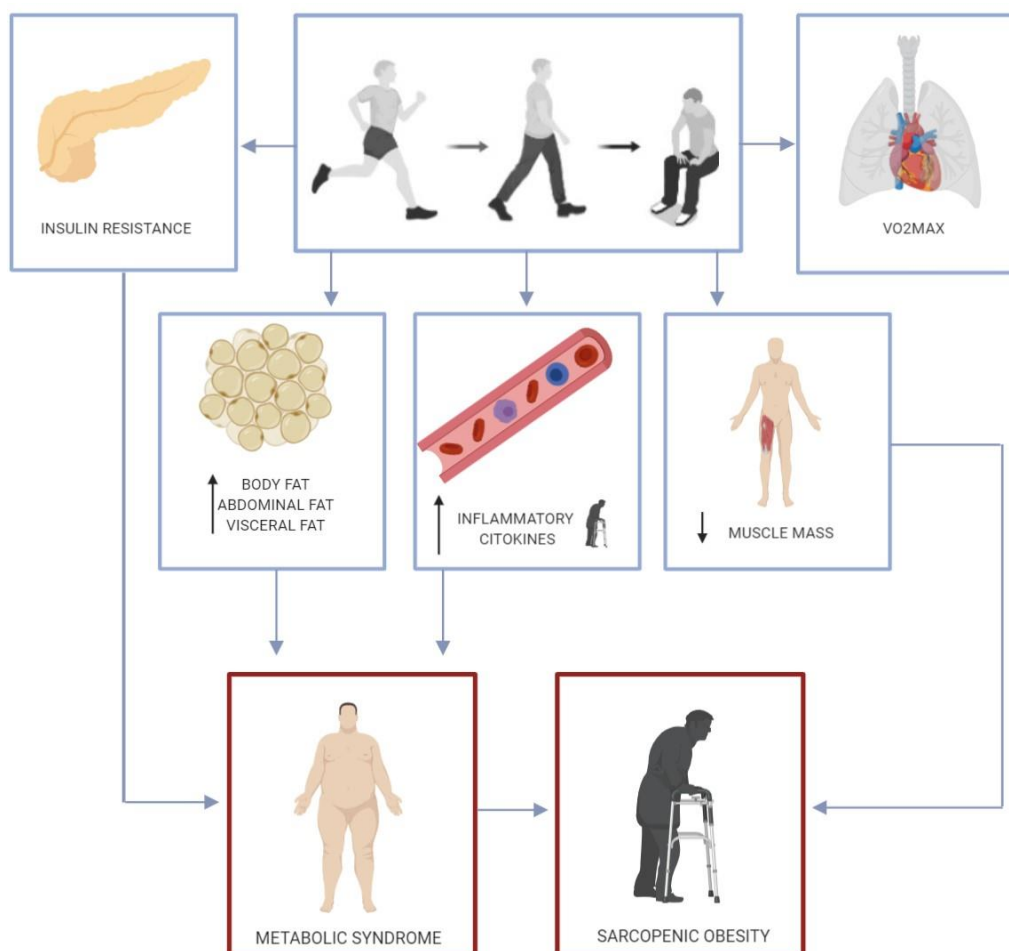 INSULIN RESISTANCE
VO2MAX
BODY FAT
ABDOMINAL FAT
VISCERAL FAT
INFLAMMATORY
CITOKINES
MUSCLE MASS
METABOLIC SYNDROME
SARCOPENIC OBESITY